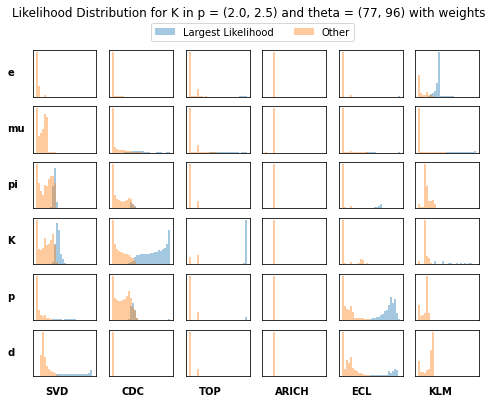 Likelihood Distribution for K in p = (2.0, 2.5) and theta = (77, 96) with weights
Largest Likelihood Other
e
mu
pi
K
p
d
SVD CDC TOP ARICH ECL KLM